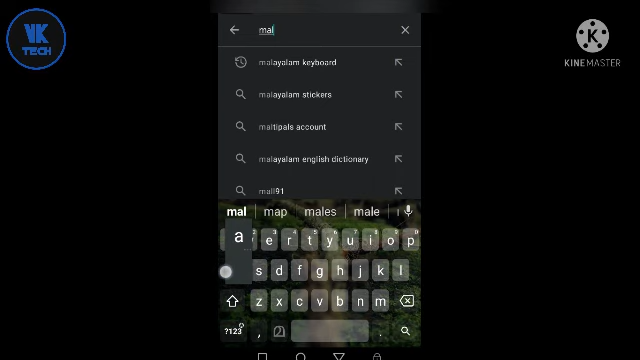 VK
TECH
mal
K
KINEMASTER
malayalam keyboard
malayalam stickers
maltipals account
malayalam english dictionary
mall91
mal map males male
a
e r t y u i o p
s d f g h j k l
z x c v b n m
?123 , മ .